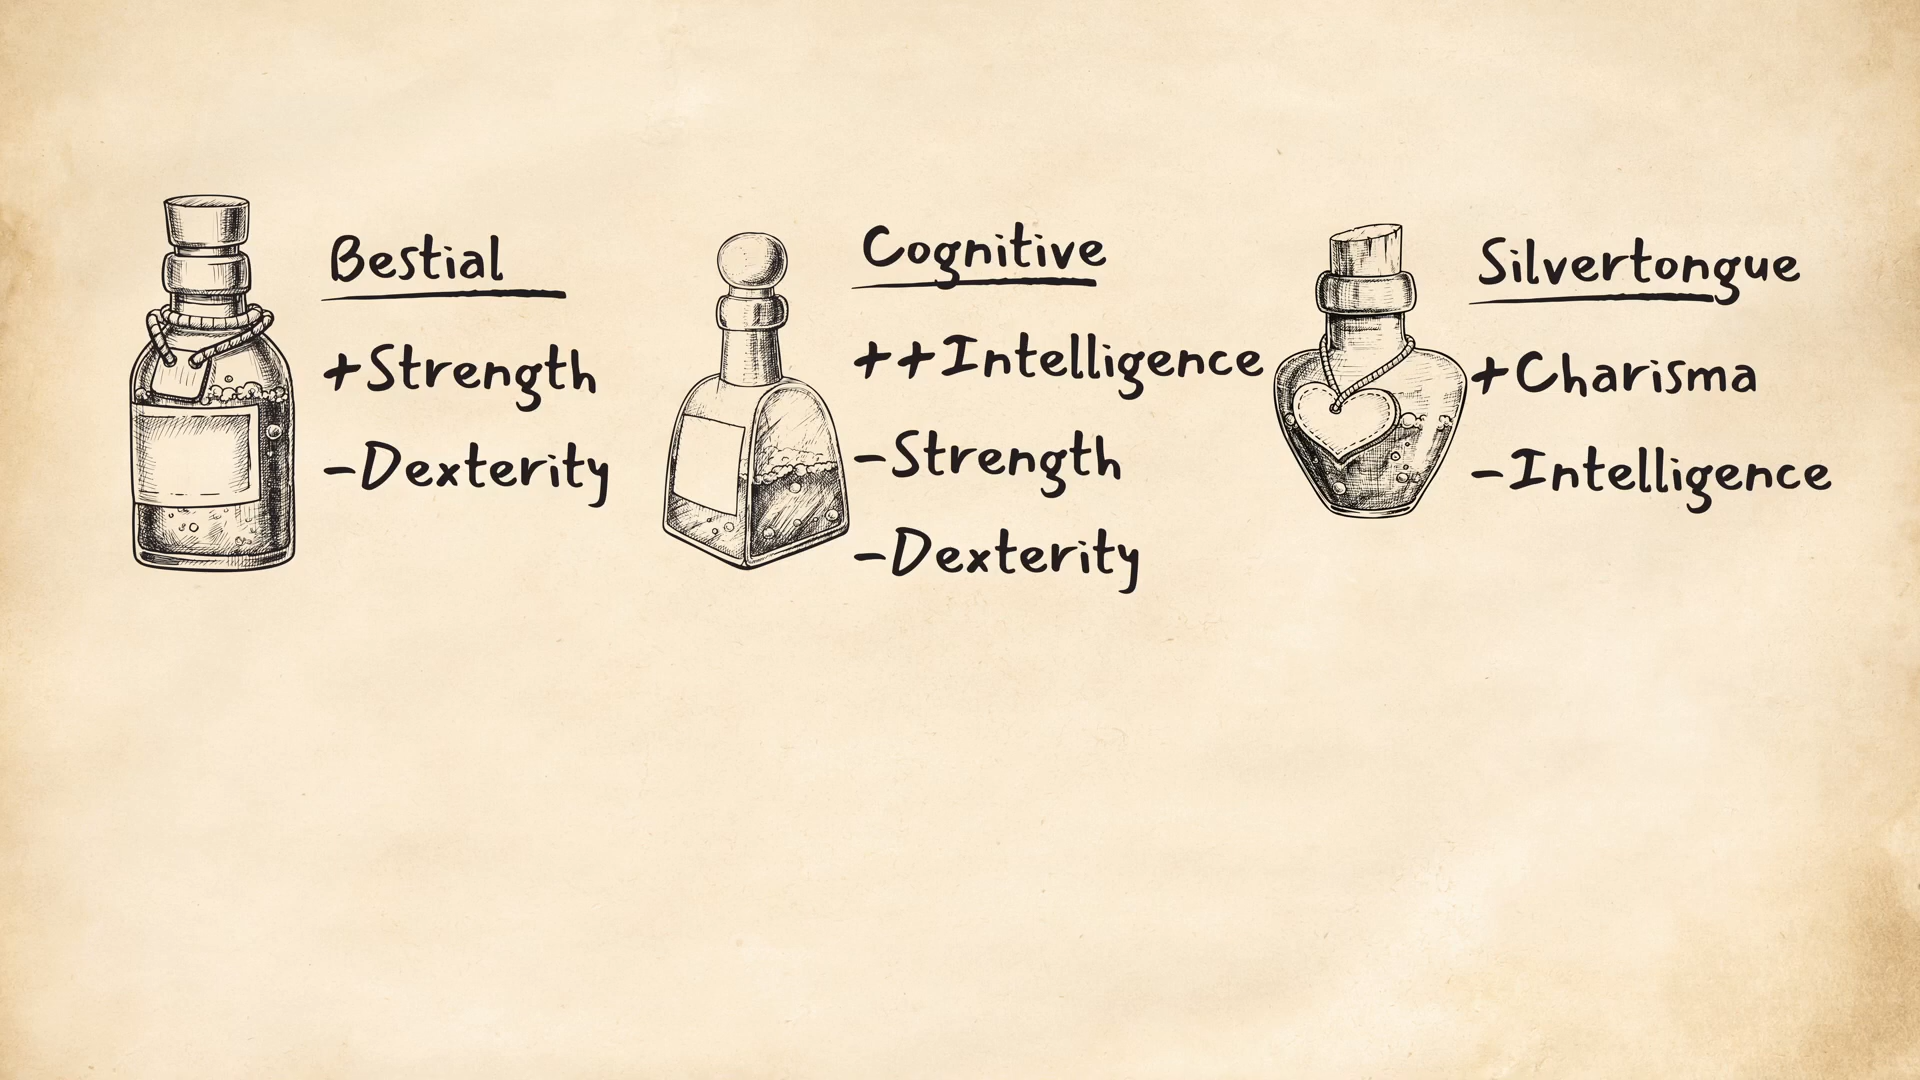 Bestial
+Strength
-Dexterity
Cognitive
++Intelligence
-Strength
-Dexterity
Silvertongue
+Charisma
-Intelligence